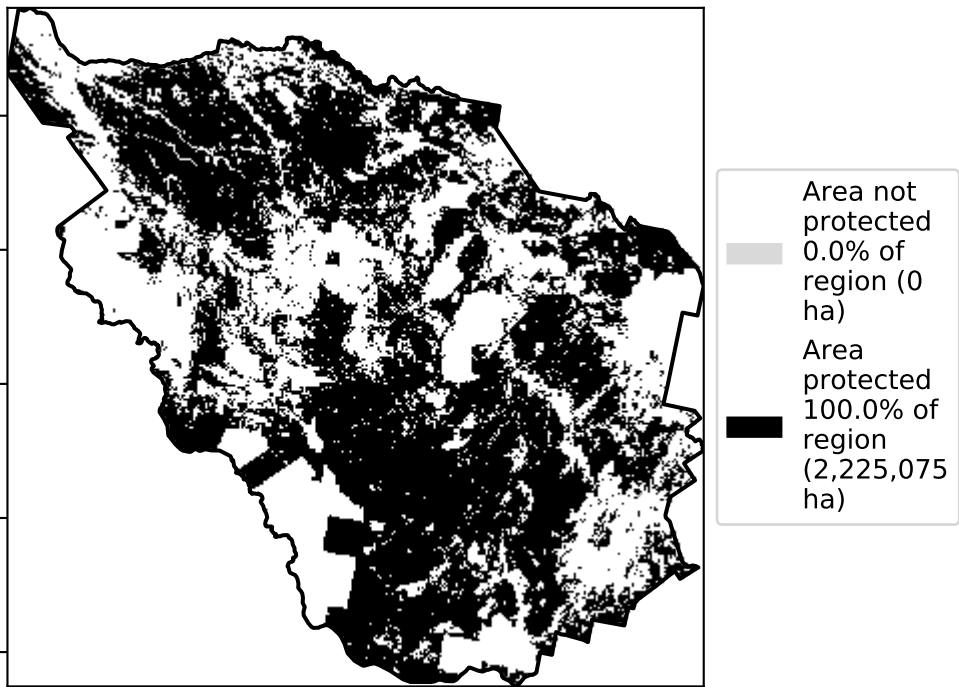 Area not
protected
0.0% of
region (0
ha)
Area
protected
100.0% of
region
(2,225,075
ha)